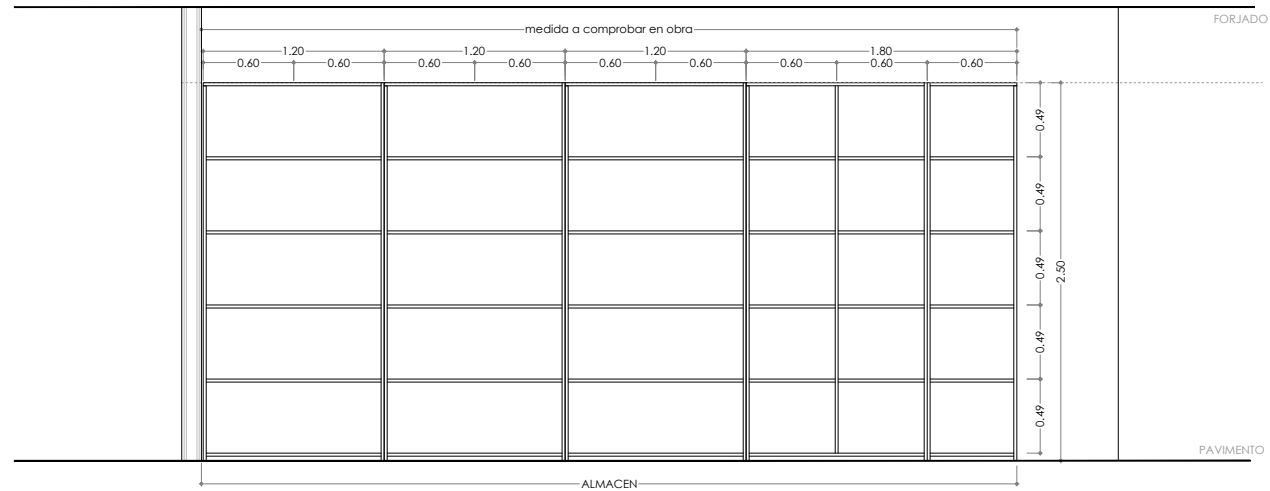 FORJADO
medida a comprobar en obra
1.20 1.20 1.20 1.80
0.60 0.60 0.60 0.60 0.60 0.60 0.60 0.60 0.60
0.49
0.49
0.49
2.50
0.49
0.49
PAVIMENTO
ALMACEN